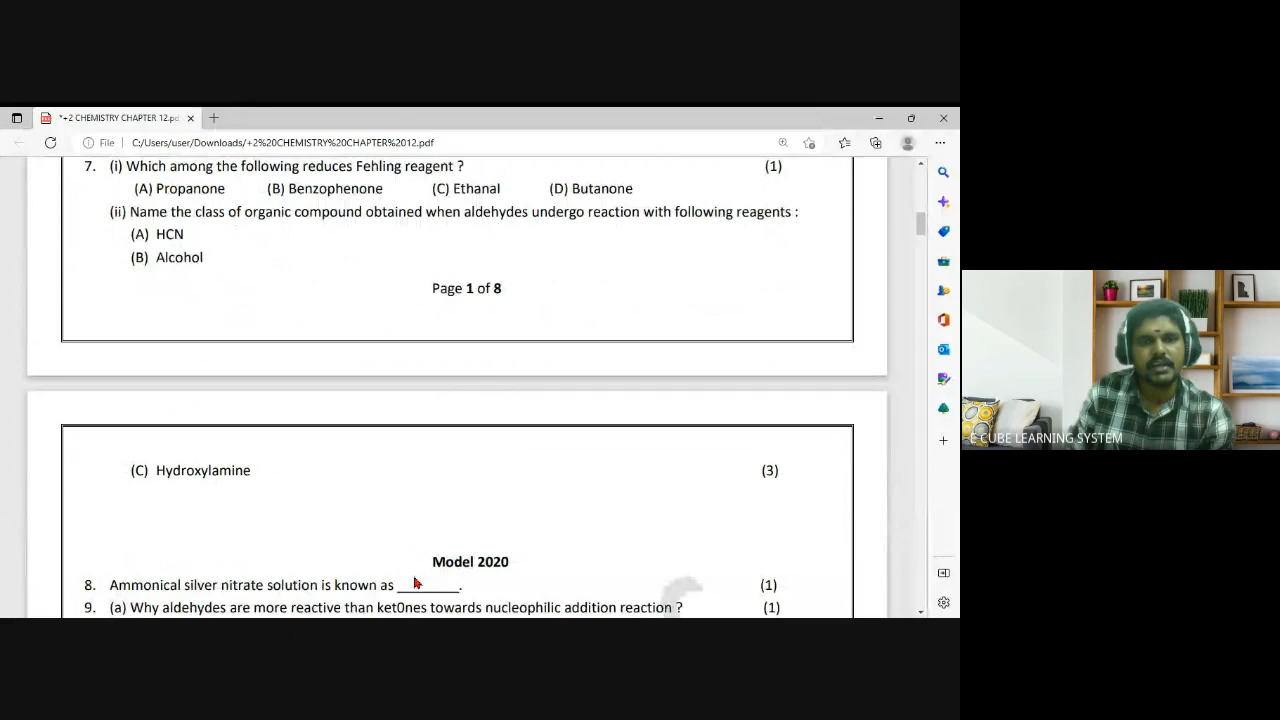 *+2 CHEMISTRY CHAPTER 12.pd
File C:/Users/user/Downloads/+2%20CHEMISTRY%20CHAPTER%2012.pdf
7. (i) Which among the following reduces Fehling reagent ? (1)
(A) Propanone (B) Benzophenone (C) Ethanal (D) Butanone
(ii) Name the class of organic compound obtained when aldehydes undergo reaction with following reagents :
(A) HCN
(B) Alcohol
Page 1 of 8
(C) Hydroxylamine (3)
E CUBE LEARNING SYSTEM
Model 2020
8. Ammonical silver nitrate solution is known as ________. (1)
9. (a) Why aldehydes are more reactive than ket0nes towards nucleophilic addition reaction ? (1)